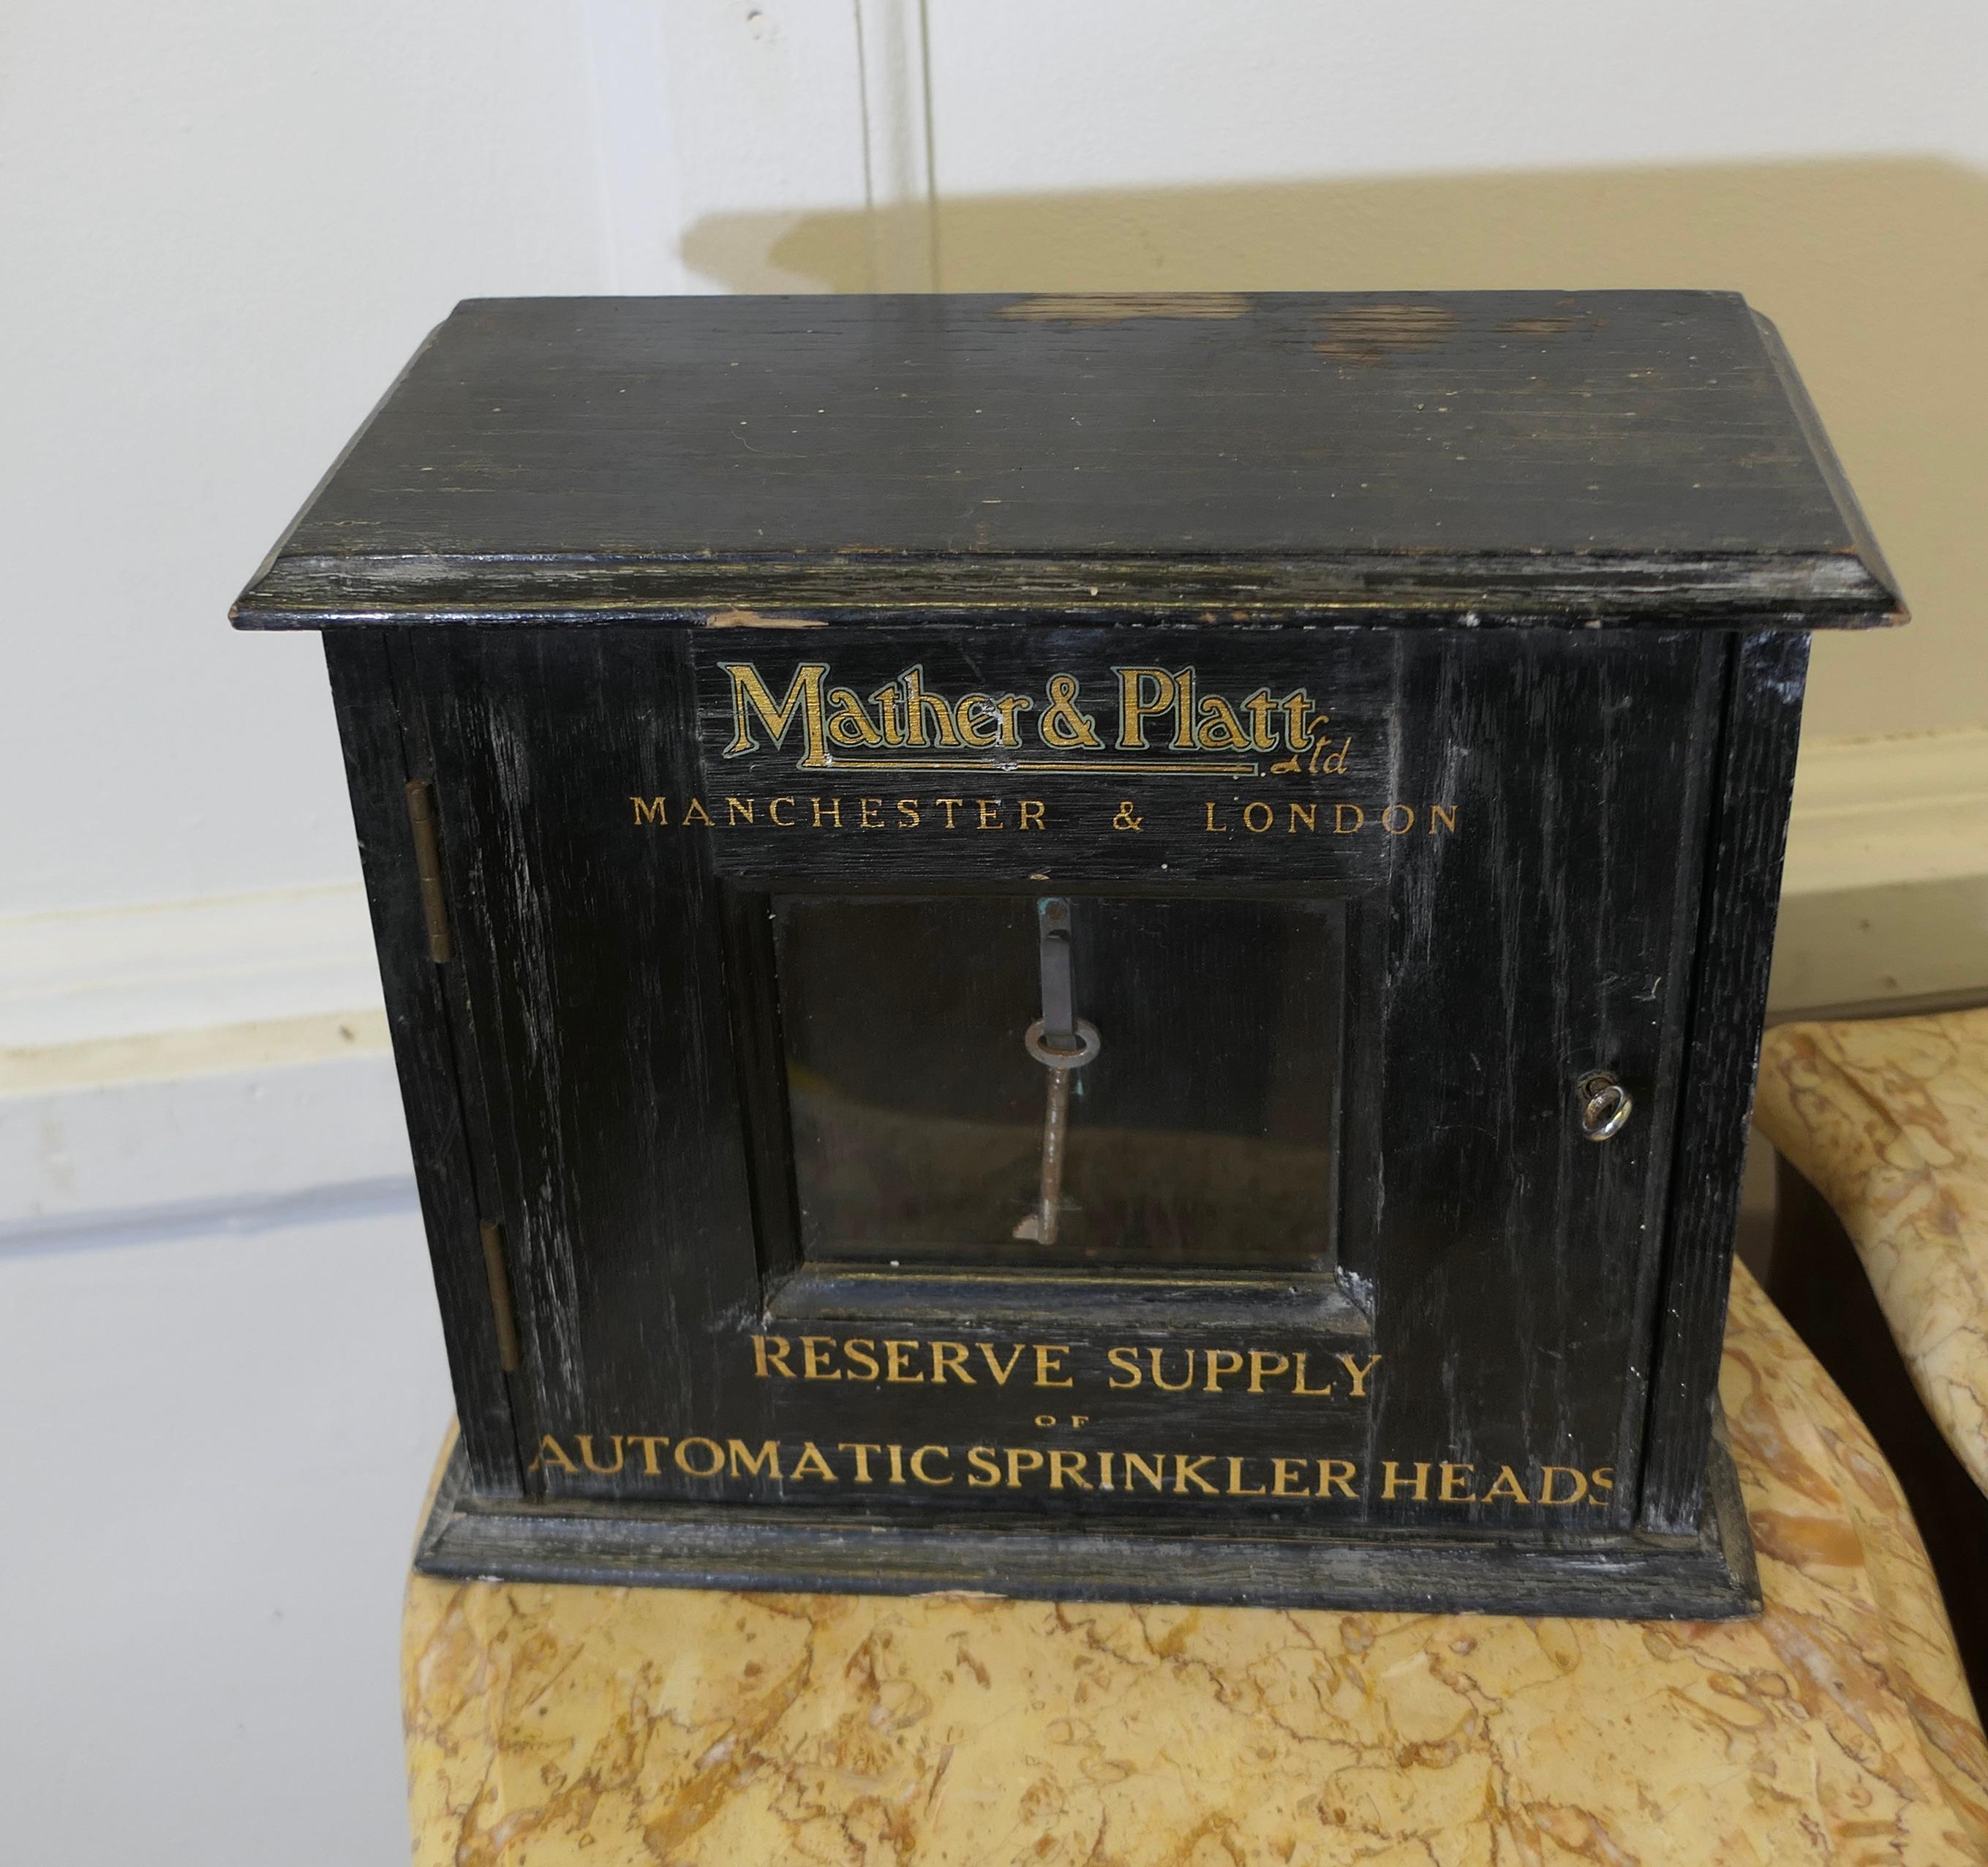 Mather & Platt Ltd
MANCHESTER & LONDON
RESERVE SUPPLY
OF
AUTOMATIC SPRINKLER HEADS